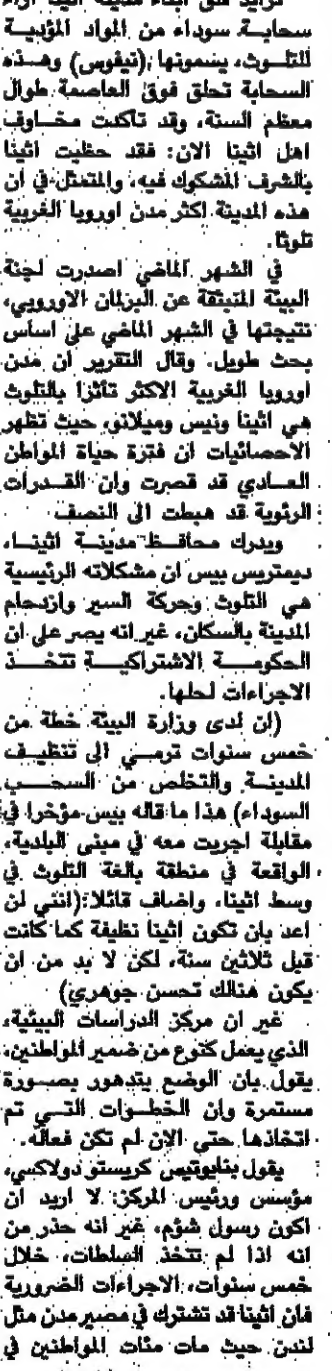 سحابة سوداء من المواد المؤدية
للتلوث، يسمونها (نيفوس) وهذه
السحابة تحلق فوق العاصمة طوال
معظم السنة، وقد تأكدت مخاوف
اهل اثينا الان: فقد حظيت اثينا
بالشرف المشكوك فيه، والمتمثل في ان
هذه المدينة اكثر مدن اوروبا الغربية
تلوثا.
في الشهر الماضي اصدرت لجنة
البيئة المنبثقة عن البرلمان الاوروبي،
نتيجتها في الشهر الماضي على اساس
بحث طويل. وقال التقرير ان مدن
اوروبا الغربية الاكثر تأثرا بالتلوث
هي اثينا ونيس وميلانو، حيث تظهر
الاحصائيات ان فترة حياة المواطن
العادي قد قصرت وان القدرات
الرئوية قد هبطت الى النصف
ويدرك محافظ مدينة اثينا،
ديمتريس بيس ان مشكلاته الرئيسية
هي التلوث وحركة السير وازدحام
المدينة بالسكان، غير انه يصر على ان
الحكومة الاشتراكية تتخذ
الاجراءات لحلها.
(ان لدى وزارة البيئة خطة من
خمس سنوات ترمي الى تنظيف
المدينة والتخلص من السحب
السوداء) هذا ما قاله بيس مؤخرا في
مقابلة اجريت معه في مبنى البلدية،
الواقعة في منطقة بالغة التلوث في
وسط اثينا، واضاف قائلا: (انني لن
اعد بان تكون اثينا نظيفة كما كانت
قبل ثلاثين سنة، لكن لا بد من ان
يكون هنالك تحسن جوهري)
غير ان مركز الدراسات البيئية،
الذي يعمل كنوع من ضمير المواطنين،
يقول بان الوضع يتدهور بصورة
مستمرة وان الخطوات التي تم
اتخاذها حتى الان لم تكن فعالة.
يقول بنايوتيس كريستودولاكسي،
مؤسس ورئيس المركز: لا اريد ان
اكون رسول شؤم، غير انه حذر من
انه اذا لم تتخذ السلطات، خلال
خمس سنوات، الاجراءات الضرورية
فان اثينا قد تشترك في مصير مدن مثل
لندن حيث مات مئات المواطنين في